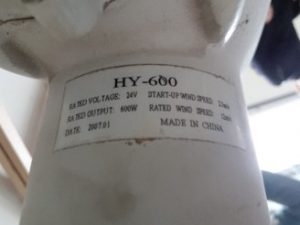 HY-600
RATED VOLTAGE: 24V START-UP WIND SPEED:
RATED OUTPUT: 600W RATED WIND SPEED:
DATE: 2007.01 MADE IN CHINA